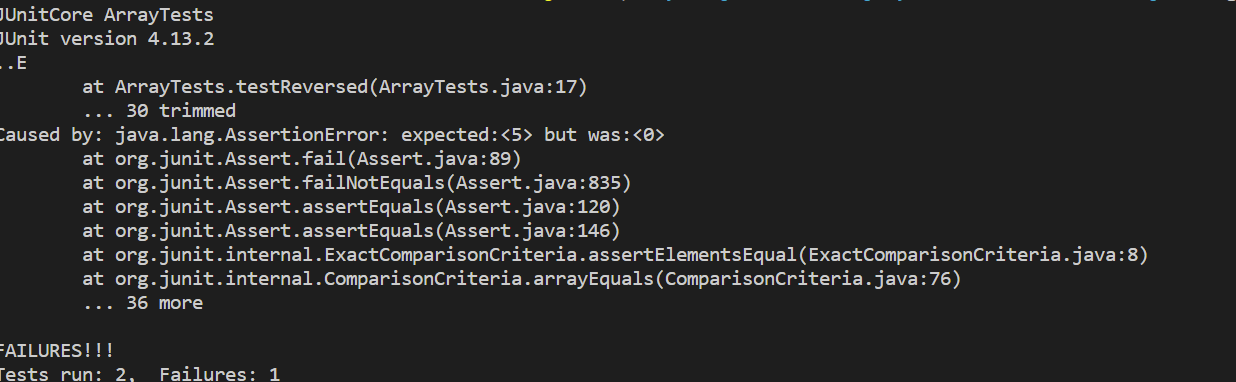 JUnitCore ArrayTests
JUnit version 4.13.2
..E
at ArrayTests.testReversed(ArrayTests.java:17)
... 30 trimmed
Caused by: java.lang.AssertionError: expected:<5> but was:<0>
at org.junit.Assert.fail(Assert.java:89)
at org.junit.Assert.failNotEquals(Assert.java:835)
at org.junit.Assert.assertEquals(Assert.java:120)
at org.junit.Assert.assertEquals(Assert.java:146)
at org.junit.internal.ExactComparisonCriteria.assertElementsEqual(ExactComparisonCriteria.java:8)
at org.junit.internal.ComparisonCriteria.arrayEquals(ComparisonCriteria.java:76)
... 36 more
FAILURES!!!
Tests run: 2,  Failures: 1